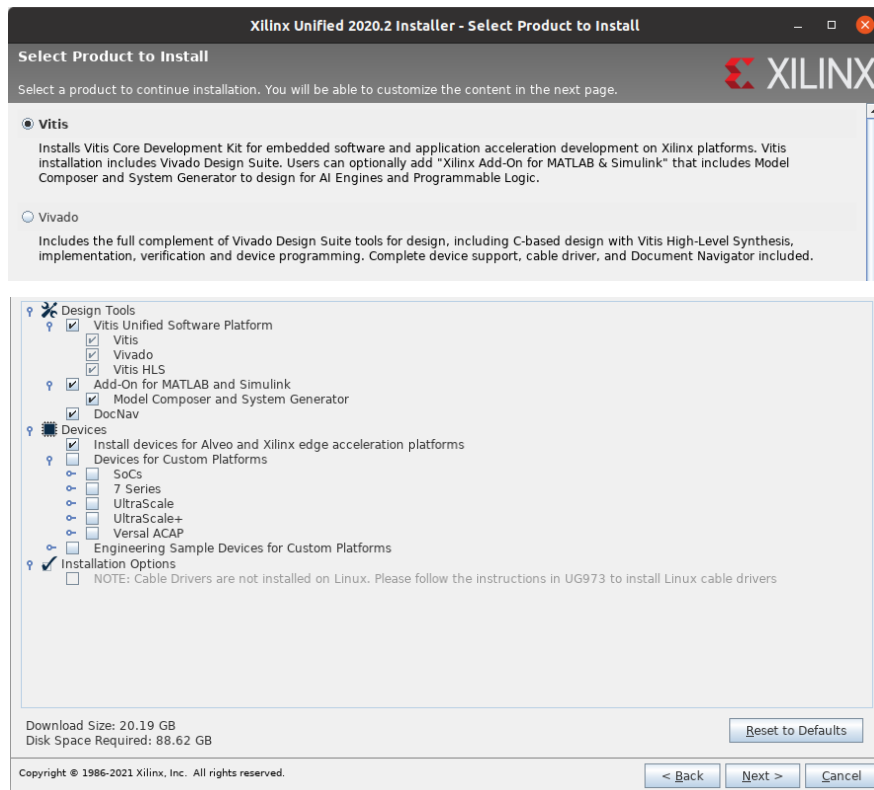 Xilinx Unified 2020.2 Installer - Select Product to Install
Select Product to Install
Select a product to continue installation. You will be able to customize the content in the next page.
XILINX
Vitis
Installs Vitis Core Development Kit for embedded software and application acceleration development on Xilinx platforms. Vitis
installation includes Vivado Design Suite. Users can optionally add "Xilinx Add-On for MATLAB & Simulink" that includes Model
Composer and System Generator to design for AI Engines and Programmable Logic.
Vivado
Includes the full complement of Vivado Design Suite tools for design, including C-based design with Vitis High-Level Synthesis,
implementation, verification and device programming. Complete device support, cable driver, and Document Navigator included.
Design Tools
Vitis Unified Software Platform
Vitis
Vivado
Vitis HLS
Add-On for MATLAB and Simulink
Model Composer and System Generator
DocNav
Devices
Install devices for Alveo and Xilinx edge acceleration platforms
Devices for Custom Platforms
SoCs
7 Series
UltraScale
UltraScale+
Versal ACAP
Engineering Sample Devices for Custom Platforms
Installation Options
NOTE: Cable Drivers are not installed on Linux. Please follow the instructions in UG973 to install Linux cable drivers
Download Size: 20.19 GB
Disk Space Required: 88.62 GB
Reset to Defaults
Copyright © 1986-2021 Xilinx, Inc. All rights reserved.
< Back
Next >
Cancel